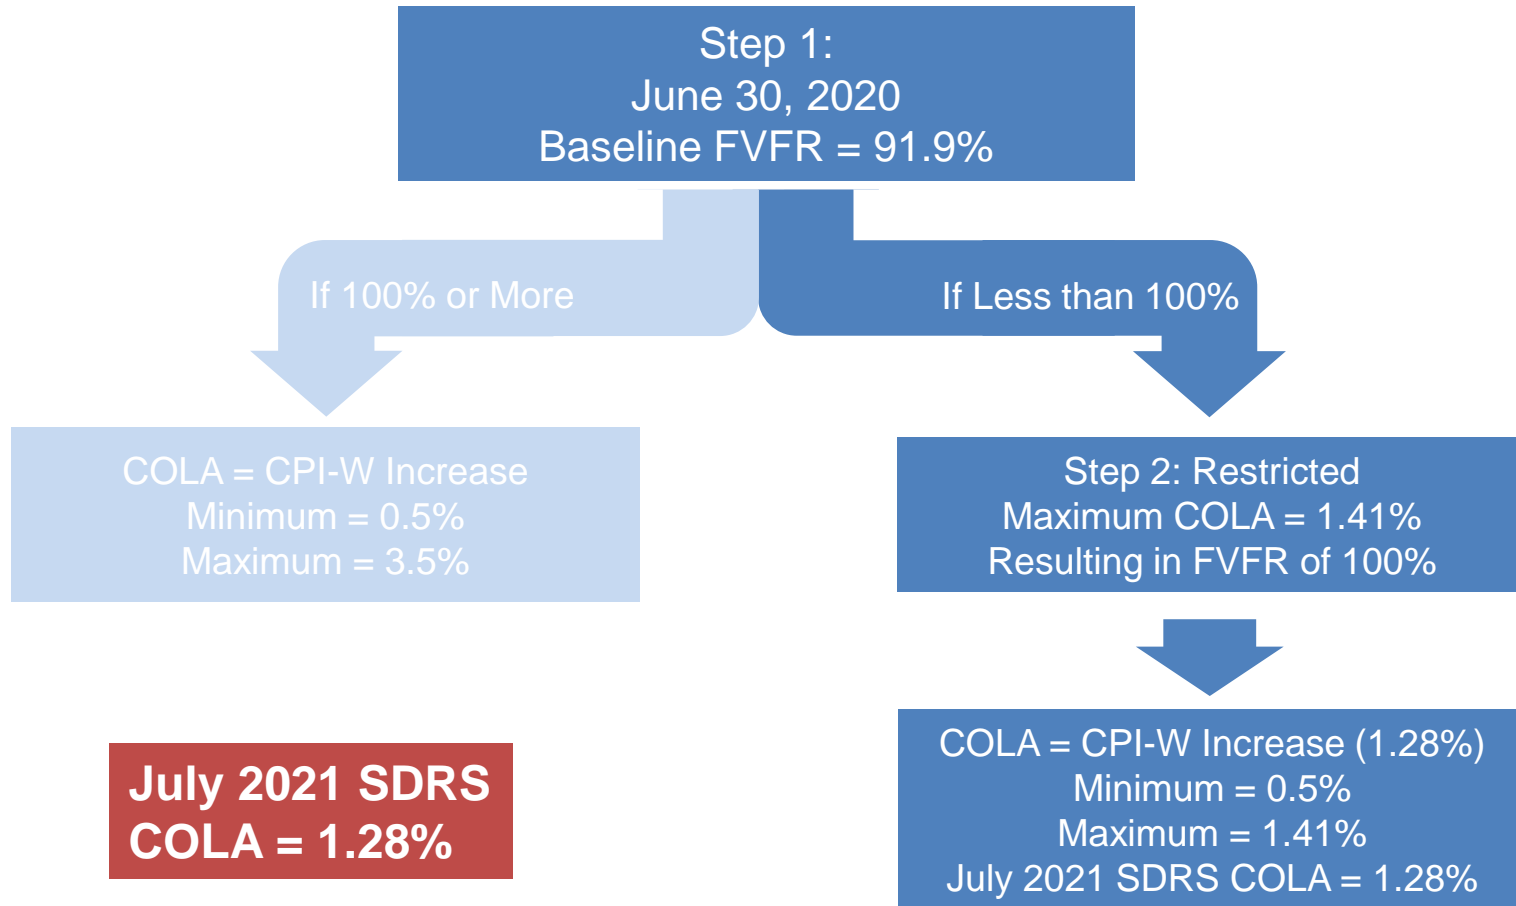 Step 1:
June 30, 2020
Baseline FVFR = 91.9%
If 100% or More
If Less than 100%
COLA = CPI-W Increase
Minimum = 0.5%
Maximum = 3.5%
Step 2: Restricted
Maximum COLA = 1.41%
Resulting in FVFR of 100%
COLA = CPI-W Increase (1.28%)
Minimum = 0.5%
Maximum = 1.41%
July 2021 SDRS COLA = 1.28%
July 2021 SDRS
COLA = 1.28%